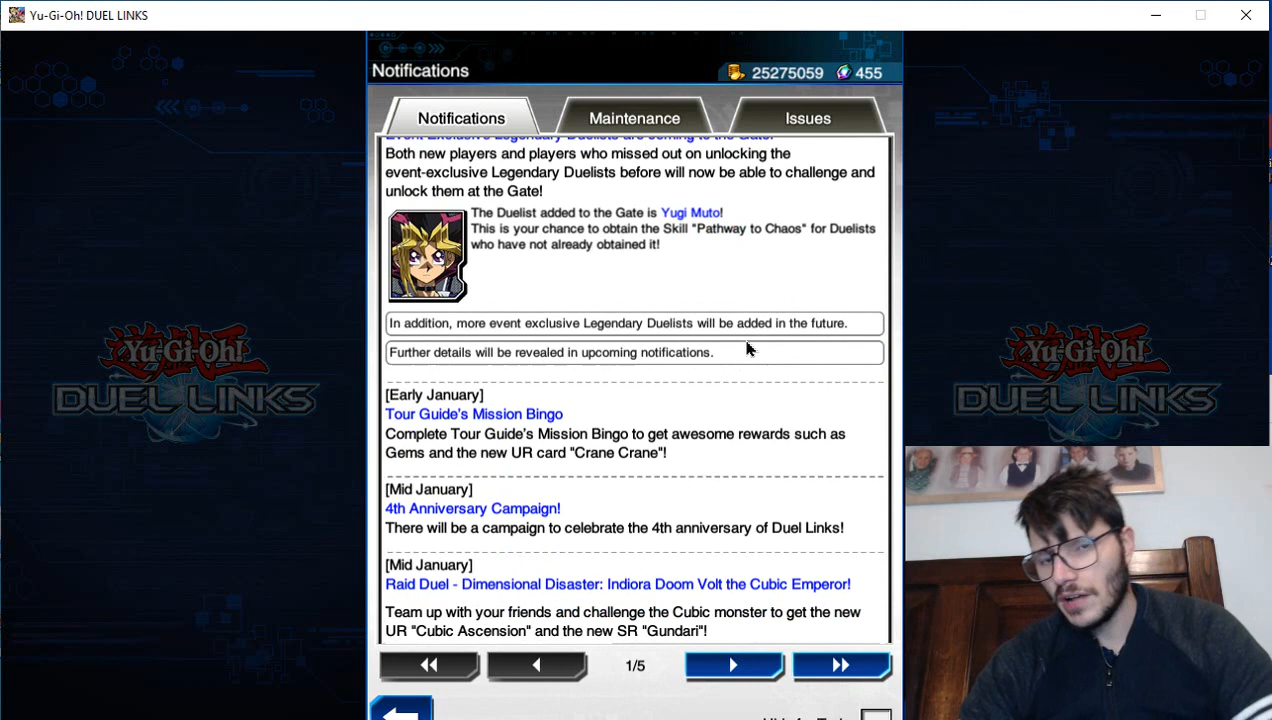 Yu-Gi-Oh! DUEL LINKS
Notifications
25275059
455
Notifications
Maintenance
Issues
Event Exclusive Legendary Duelists are coming to the Gate!
Both new players and players who missed out on unlocking the
event-exclusive Legendary Duelists before will now be able to challenge and
unlock them at the Gate!
The Duelist added to the Gate is Yugi Muto!
This is your chance to obtain the Skill "Pathway to Chaos" for Duelists
who have not already obtained it!
In addition, more event exclusive Legendary Duelists will be added in the future.
Further details will be revealed in upcoming notifications.
[Early January]
Tour Guide's Mission Bingo
Complete Tour Guide's Mission Bingo to get awesome rewards such as
Gems and the new UR card "Crane Crane"!
[Mid January]
4th Anniversary Campaign!
There will be a campaign to celebrate the 4th anniversary of Duel Links!
[Mid January]
Raid Duel - Dimensional Disaster: Indiora Doom Volt the Cubic Emperor!
Team up with your friends and challenge the Cubic monster to get the new
UR "Cubic Ascension" and the new SR "Gundari"!
1/5
Yu-Gi-Oh!
DUEL LINKS
Yu-Gi-Oh!
DUEL LINKS